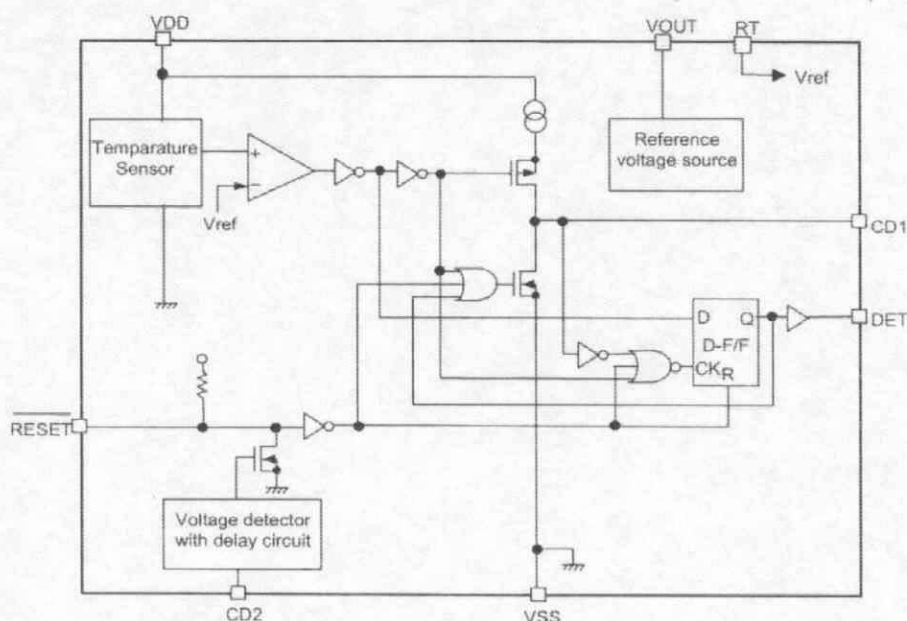 VDD
VOUT
RT
Vref
Temparature
Sensor
+
−
Vref
Reference
voltage source
CD1
D Q
D-F/F
CKR
DET
RESET
Voltage detector
with delay circuit
CD2
VSS